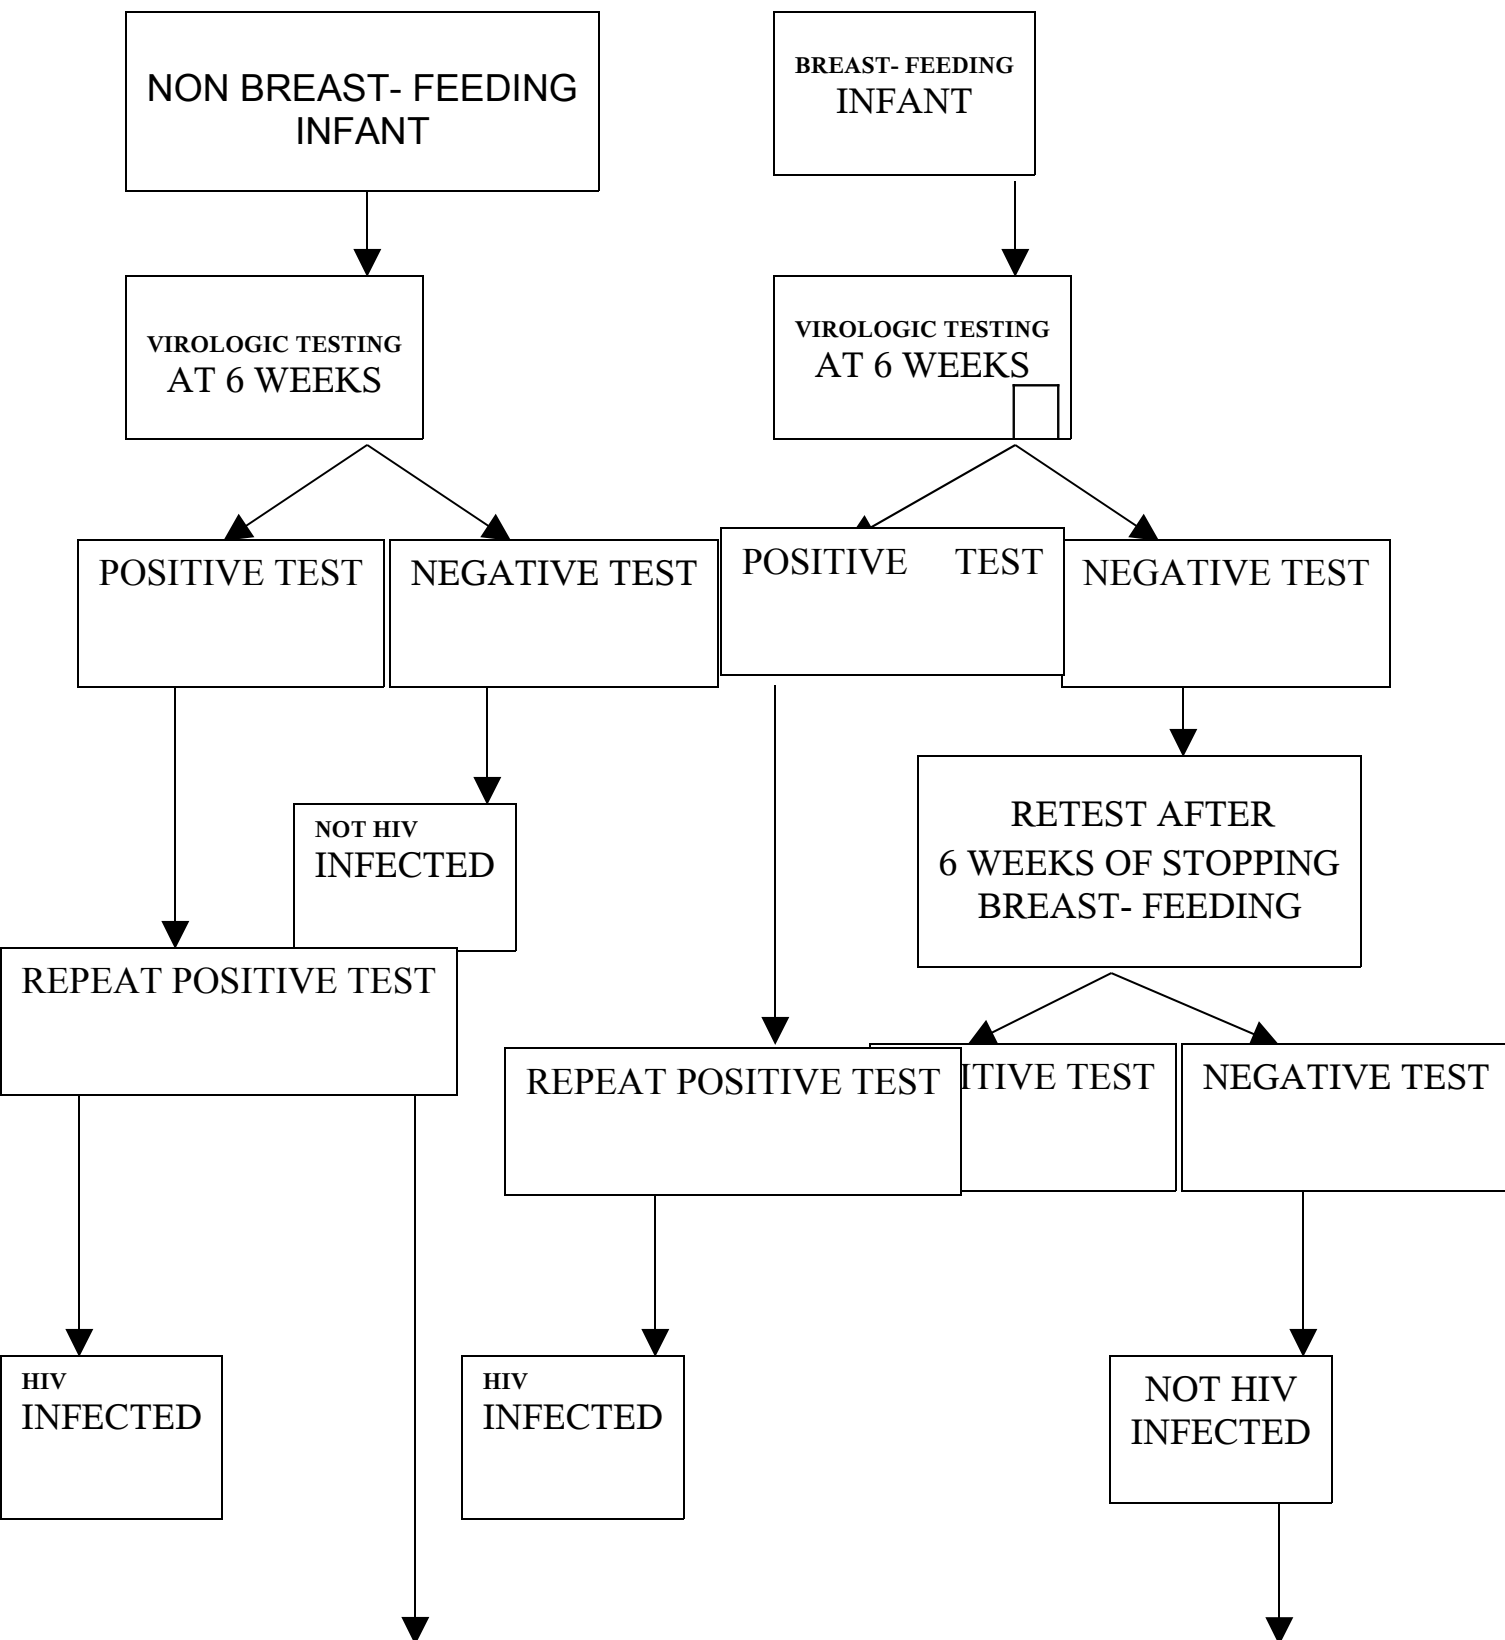 NON BREAST- FEEDING
INFANT
BREAST- FEEDING
INFANT
VIROLOGIC TESTING
AT 6 WEEKS
VIROLOGIC TESTING
AT 6 WEEKS
POSITIVE TEST
NEGATIVE TEST
POSITIVE TEST
NEGATIVE TEST
NOT HIV
INFECTED
RETEST AFTER
6 WEEKS OF STOPPING
BREAST- FEEDING
REPEAT POSITIVE TEST
REPEAT POSITIVE TEST
ITIVE TEST
NEGATIVE TEST
HIV
INFECTED
HIV
INFECTED
NOT HIV
INFECTED